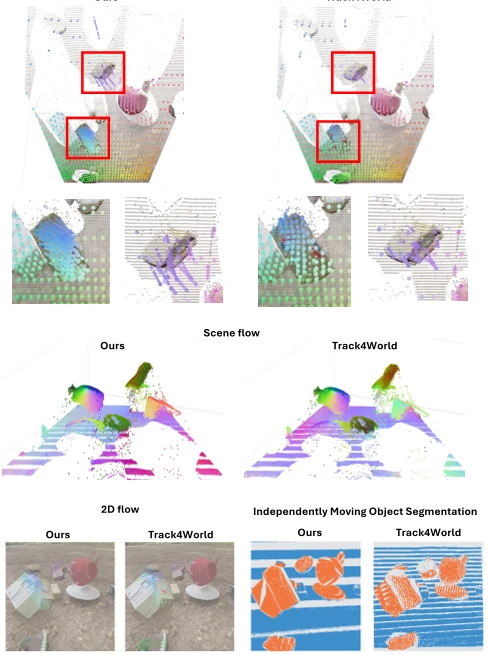 Scene flow
Ours Track4World
2D flow
Independently Moving Object Segmentation
Ours Track4World Ours Track4World